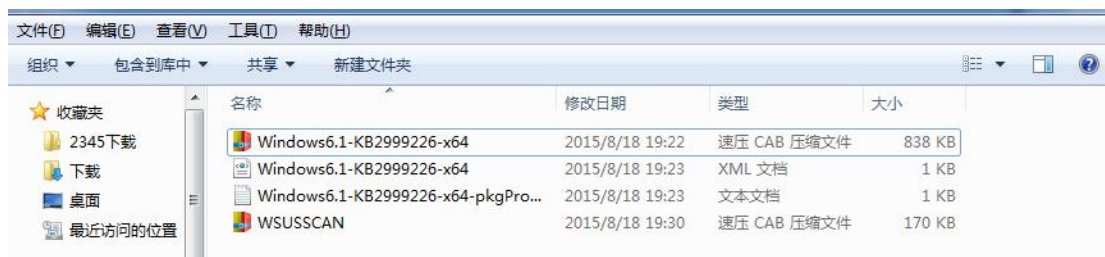 文件(F) 编辑(E) 查看(V) 工具(T) 帮助(H)
组织 包含到库中 共享 新建文件夹
收藏夹
2345下载
下载
桌面
最近访问的位置
名称 修改日期 类型 大小
Windows6.1-KB2999226-x64 2015/8/18 19:22 速压 CAB 压缩文件 838 KB
Windows6.1-KB2999226-x64 2015/8/18 19:23 XML 文档 1 KB
Windows6.1-KB2999226-x64-pkgPro... 2015/8/18 19:23 文本文档 1 KB
WSUSSCAN 2015/8/18 19:30 速压 CAB 压缩文件 170 KB